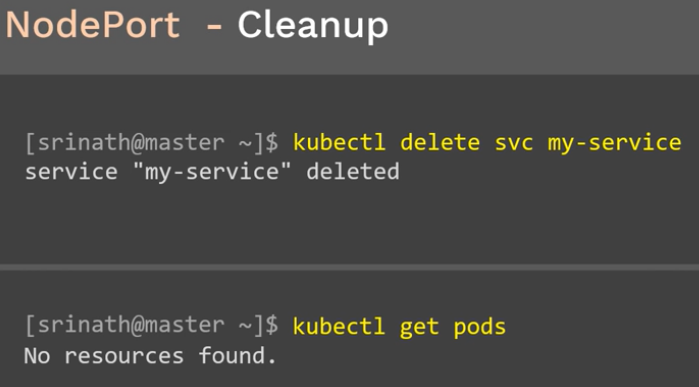 NodePort - Cleanup
[srinath@master ~]$ kubectl delete svc my-service
service "my-service" deleted
[srinath@master ~]$ kubectl get pods
No resources found.